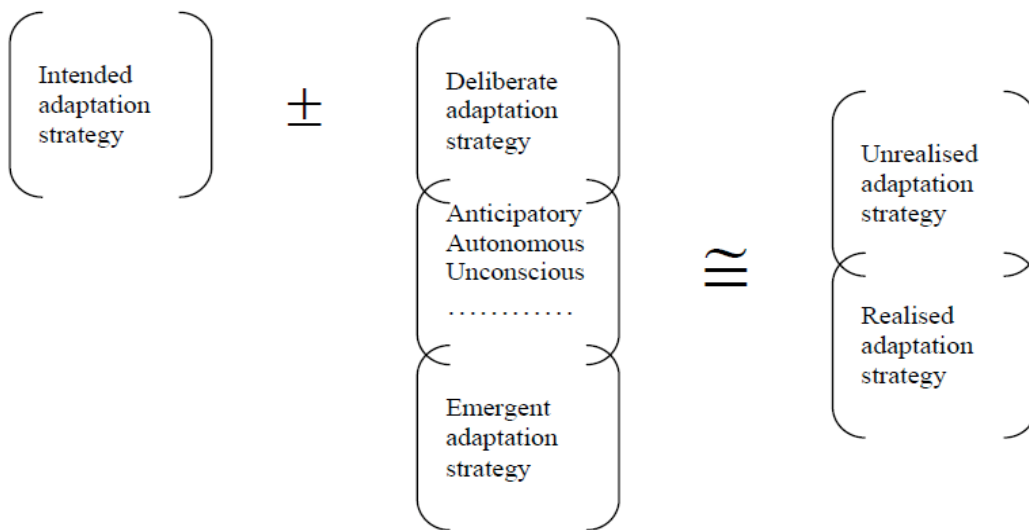 Intended
adaptation
strategy
±
Deliberate
adaptation
strategy
Anticipatory
Autonomous
Unconscious
…………
Emergent
adaptation
strategy
≅
Unrealised
adaptation
strategy
Realised
adaptation
strategy